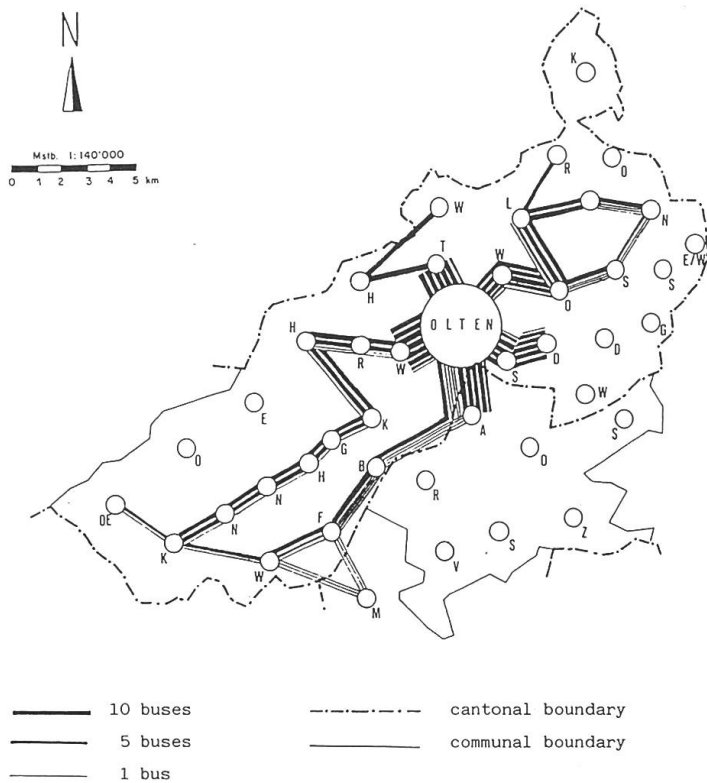 N
Mstb. 1:140'000
0 1 2 3 4 5 km
K
R
O
W
L
N
T
W
E/W
H
O
S
S
OLTEN
H
R
W
D
D
G
S
E
K
A
W
S
O
G
B
O
H
R
N
OE
N
F
Z
K
W
V
S
M
10 buses
5 buses
1 bus
cantonal boundary
communal boundary